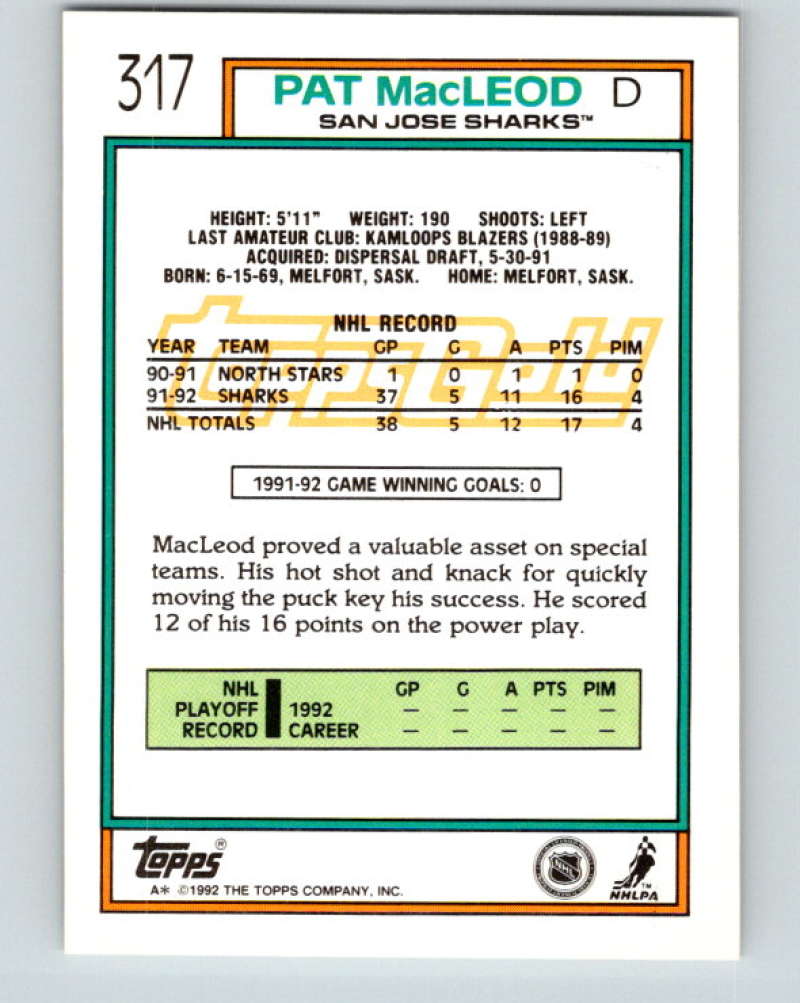 317
PAT MacLEOD D
SAN JOSE SHARKS™
HEIGHT: 5'11" WEIGHT: 190 SHOOTS: LEFT
LAST AMATEUR CLUB: KAMLOOPS BLAZERS (1988-89)
ACQUIRED: DISPERSAL DRAFT, 5-30-91
BORN: 6-15-69, MELFORT, SASK. HOME: MELFORT, SASK.
ToppsGold
NHL RECORD
YEAR TEAM GP G A PTS PIM
90-91 NORTH STARS 1 0 1 1 0
91-92 SHARKS 37 5 11 16 4
NHL TOTALS 38 5 12 17 4
1991-92 GAME WINNING GOALS: 0
MacLeod proved a valuable asset on special
teams. His hot shot and knack for quickly
moving the puck key his success. He scored
12 of his 16 points on the power play.
NHL GP G A PTS PIM
PLAYOFF 1992 – – – – –
RECORD CAREER – – – – –
TOPPS®
A* ©1992 THE TOPPS COMPANY, INC.
NHL
™
NHLPA